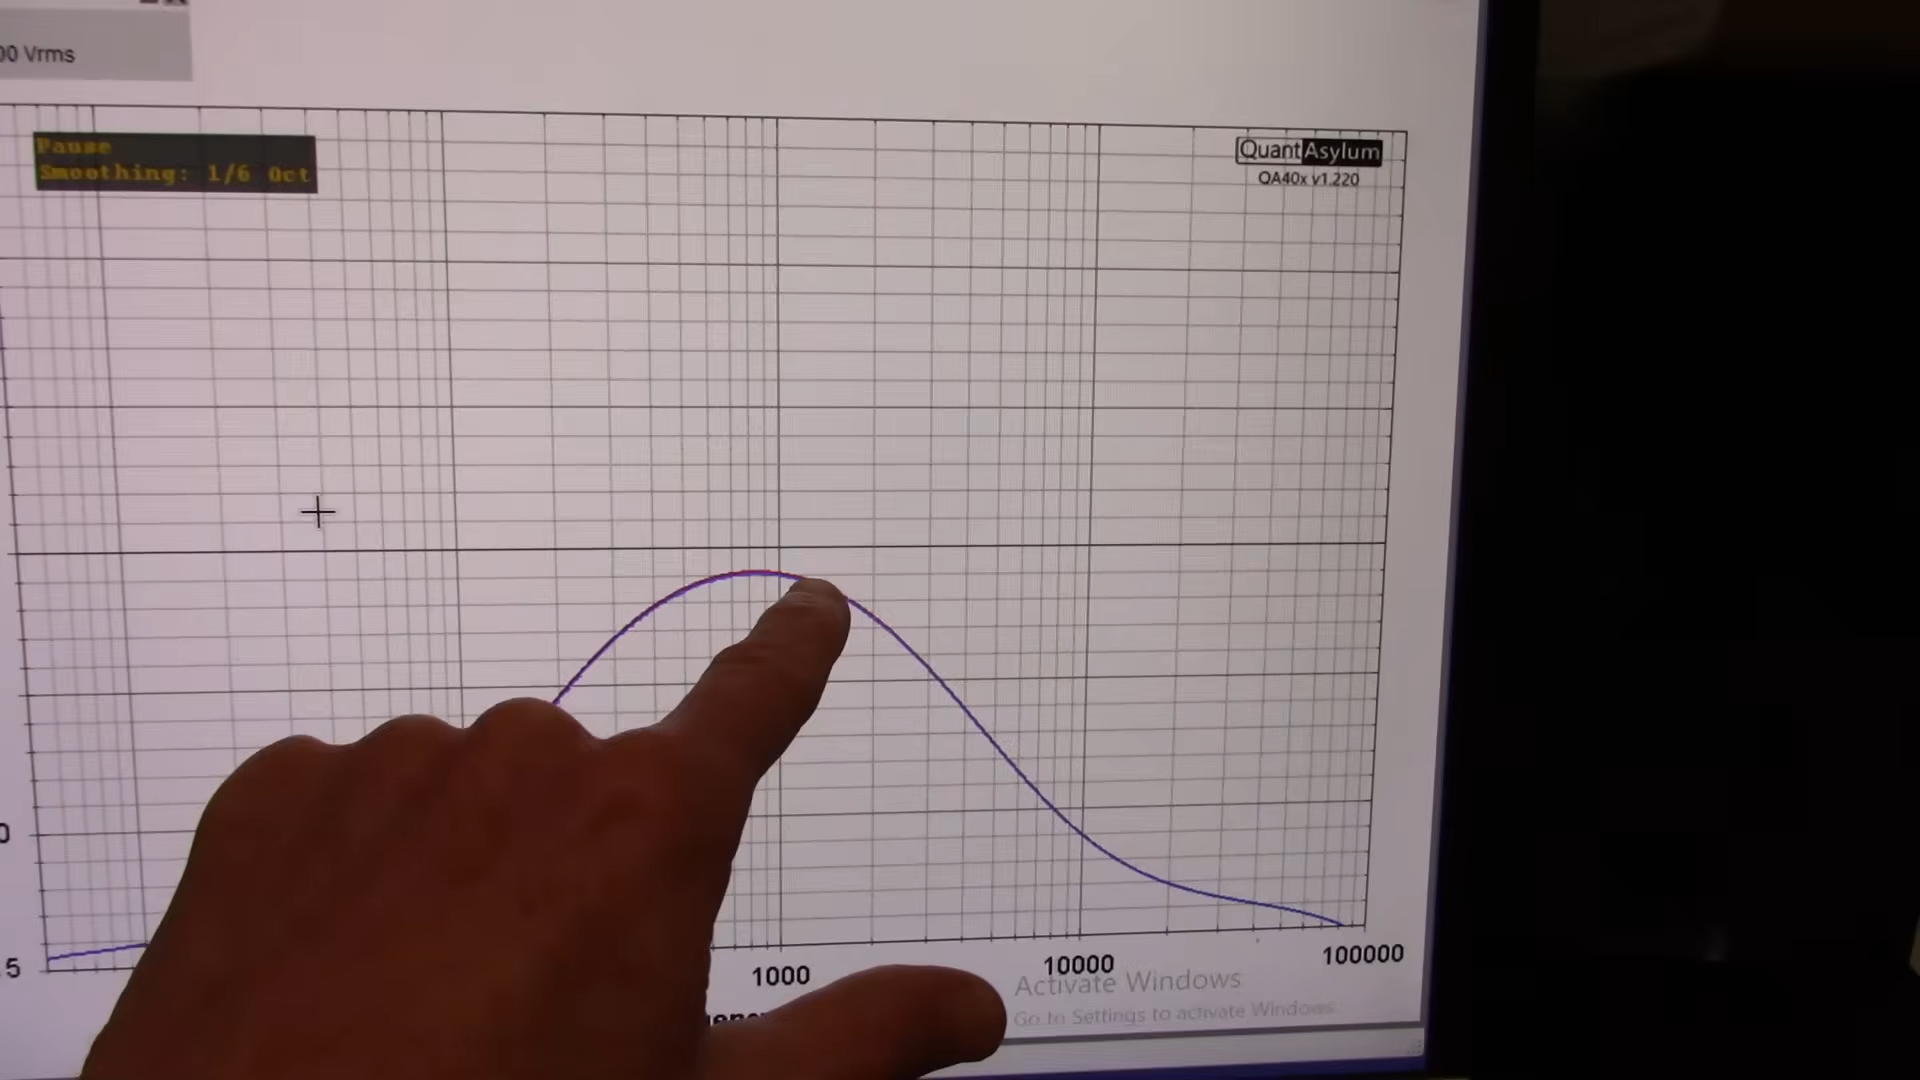 00 Vrms
Pause
Smoothing: 1/6 Oct
QuantAsylum
QA40x v1.220
0
5
1000
10000
100000
Activate Windows
Go to Settings to activate Windows.